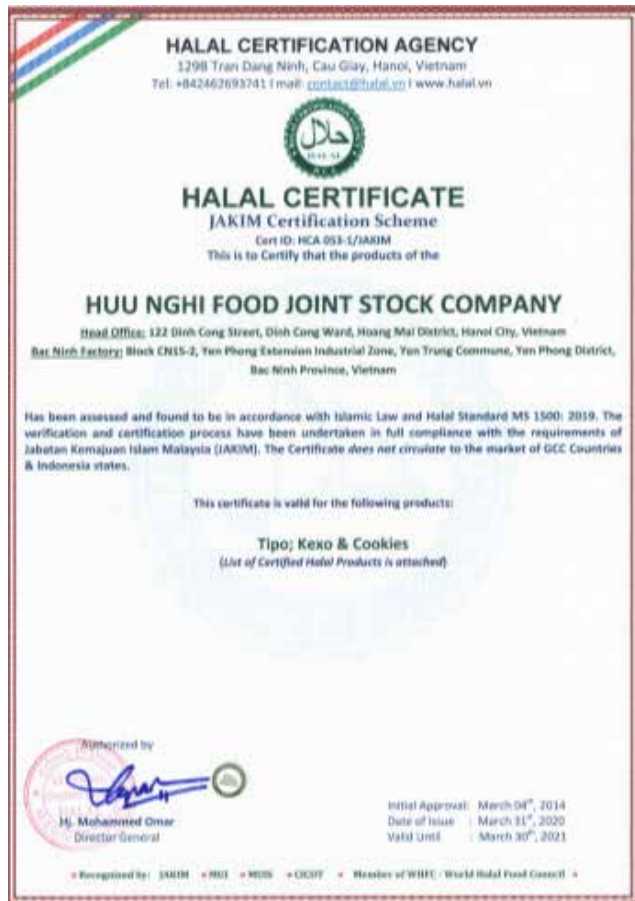 HALAL CERTIFICATION AGENCY
129B Tran Dang Ninh, Cau Giay, Hanoi, Vietnam
Tel: +842462693741 I mail: contact@halal.vn I www.halal.vn
حلال
HALAL
HALAL CERTIFICATE
JAKIM Certification Scheme
Cert ID: HCA 053-1/JAKIM
This is to Certify that the products of the
HUU NGHI FOOD JOINT STOCK COMPANY
Head Office: 122 Dinh Cong Street, Dinh Cong Ward, Hoang Mai District, Hanoi City, Vietnam
Bac Ninh Factory: Block CN15-2, Yen Phong Extension Industrial Zone, Yen Trung Commune, Yen Phong District,
Bac Ninh Province, Vietnam
Has been assessed and found to be in accordance with Islamic Law and Halal Standard MS 1500: 2019. The
verification and certification process have been undertaken in full compliance with the requirements of
Jabatan Kemajuan Islam Malaysia (JAKIM). The Certificate does not circulate to the market of GCC Countries
& Indonesia states.
This certificate is valid for the following products:
Tipo; Kexo & Cookies
(List of Certified Halal Products is attached)
Authorized by
Hj. Mohammed Omar
Director General
Initial Approval: March 04th, 2014
Date of Issue : March 31st, 2020
Valid Until : March 30th, 2021
Recognized by: JAKIM MUI MUIS CICOT Member of WHFC - World Halal Food Council